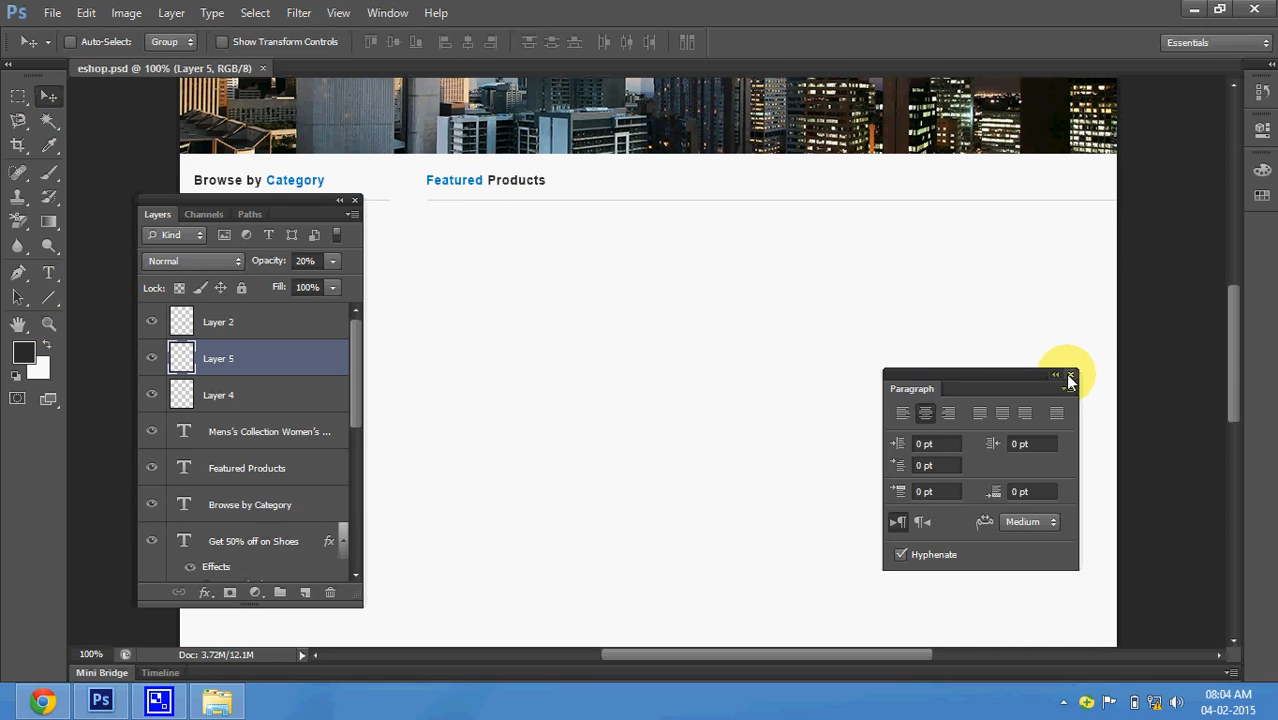 Ps File Edit Image Layer Type Select Filter View Window Help
Auto-Select: Group Show Transform Controls Essentials
eshop.psd @ 100% (Layer 5, RGB/8) ×
Browse by Category Featured Products
Layers Channels Paths
Kind
Normal Opacity: 20%
Lock: Fill: 100%
Layer 2
Layer 5
Layer 4
Mens's Collection Women's ...
Featured Products
Browse by Category
Get 50% off on Shoes fx
Effects
Paragraph
0 pt 0 pt
0 pt
0 pt 0 pt
Medium
Hyphenate
100% Doc: 3.72M/12.1M
Mini Bridge Timeline
Ps 08:04 AM
04-02-2015